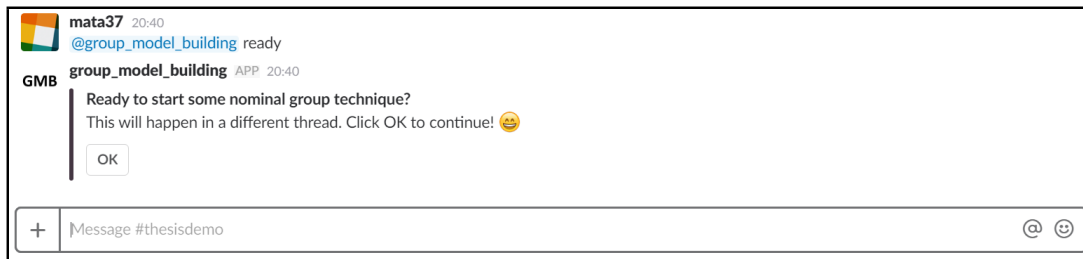 mata37 20:40
@group_model_building ready
GMB group_model_building APP 20:40
Ready to start some nominal group technique?
This will happen in a different thread. Click OK to continue! 😄
OK
+ Message #thesisdemo @